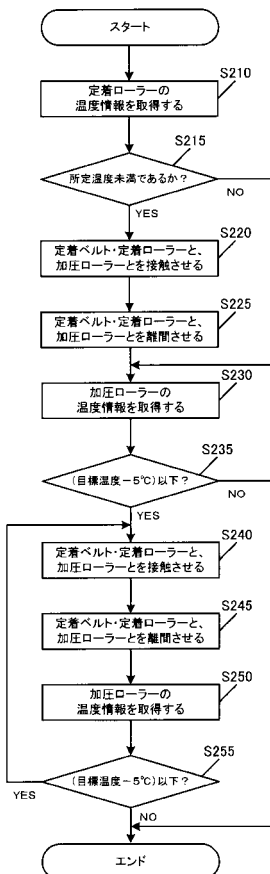 スタート
S210
定着ローラーの
温度情報を取得する
S215
所定温度未満であるか?
NO
YES
S220
定着ベルト・定着ローラーと、
加圧ローラーとを接触させる
S225
定着ベルト・定着ローラーと、
加圧ローラーとを離間させる
S230
加圧ローラーの
温度情報を取得する
S235
(目標温度-5℃)以下?
NO
YES
S240
定着ベルト・定着ローラーと、
加圧ローラーとを接触させる
S245
定着ベルト・定着ローラーと、
加圧ローラーとを離間させる
S250
加圧ローラーの
温度情報を取得する
S255
(目標温度-5℃)以下?
YES
NO
エンド